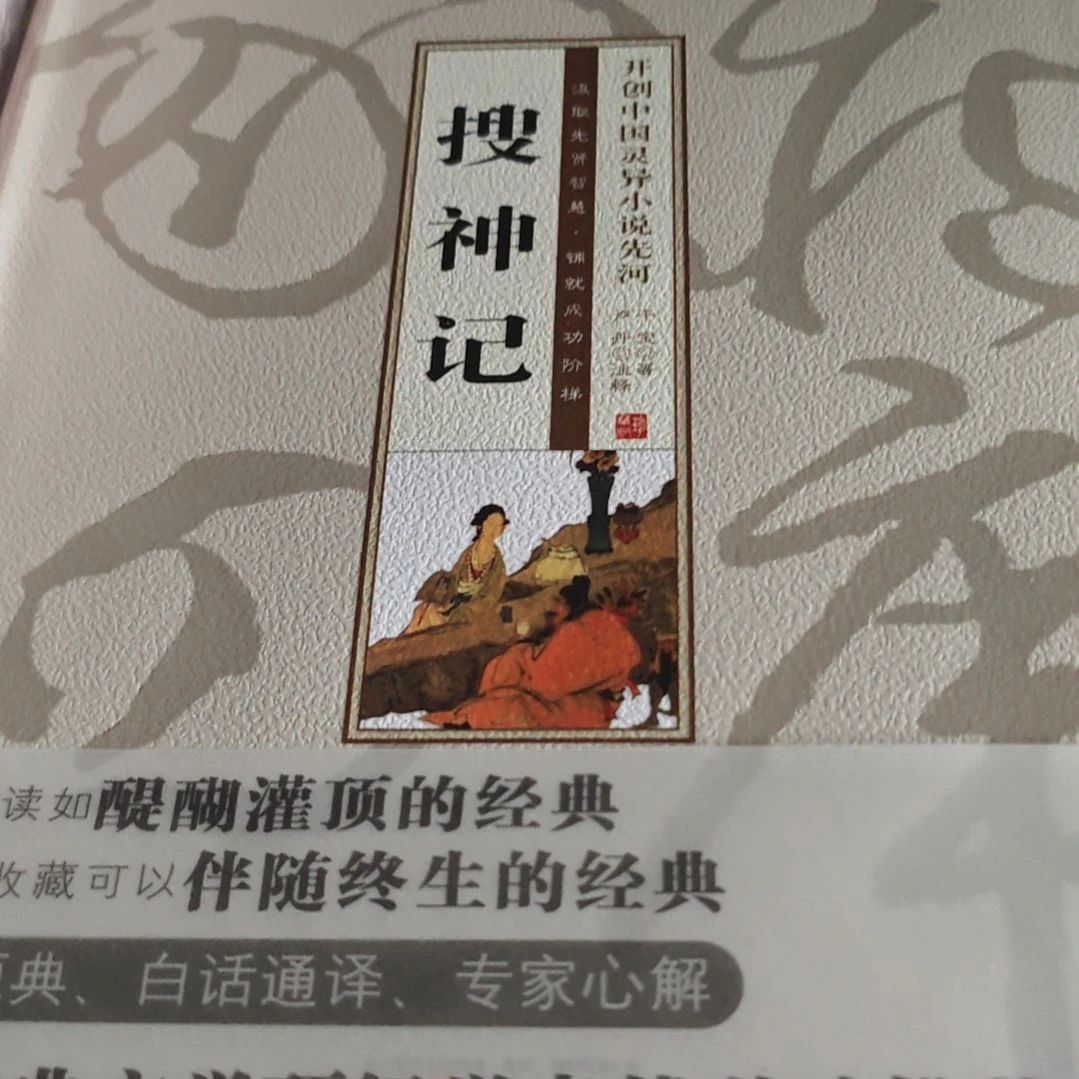 开创中国灵异小说先河
干宝◎著
卢丹◎注释
汲取先贤智慧·铺就成功阶梯
搜神记
读如醍醐灌顶的经典
收藏可以伴随终生的经典
典、白话通译、专家心解